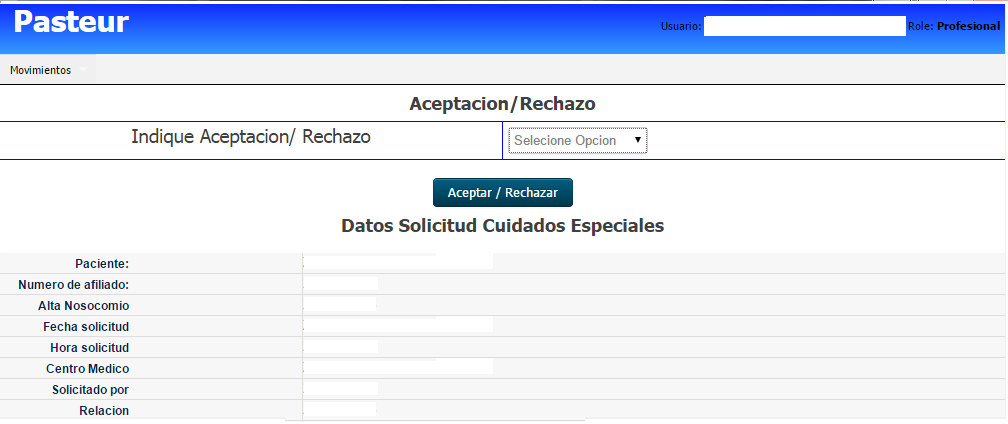 Pasteur
Usuario: Role: Profesional
Movimientos
Aceptacion/Rechazo
Indique Aceptacion/ Rechazo Selecione Opcion
Aceptar / Rechazar
Datos Solicitud Cuidados Especiales
Paciente:
Numero de afiliado:
Alta Nosocomio
Fecha solicitud
Hora solicitud
Centro Medico
Solicitado por
Relacion